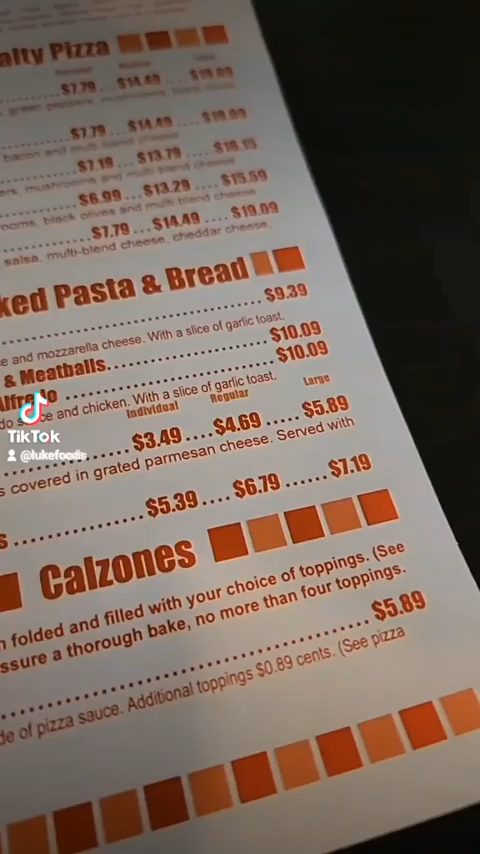 alty Pizza
$7.79 ... $14.49 .... $19.09
$7.79 ... $14.49 .... $19.09
bacon and multi blend cheese
$7.19 ... $13.79 ....
ers, mushrooms and multi-blend cheese
$6.99 ... $13.29 .... $15.59
rooms, black olives and multi blend cheese
$7.79 ... $14.49 .... $19.09
salsa, multi-blend cheese, cheddar cheese,
ked Pasta & Bread
$9.39
ce and mozzarella cheese. With a slice of garlic toast.
& Meatballs........................ $10.09
Alfredo ........................ $10.09
do sauce and chicken. With a slice of garlic toast.
Individual Regular Large
$3.49 .... $4.69 ..... $5.89
s covered in grated parmesan cheese. Served with
s ................ $5.39 .... $6.79 ...... $7.19
Calzones
n folded and filled with your choice of toppings. (See
ssure a thorough bake, no more than four toppings.
$5.89
de of pizza sauce. Additional toppings $0.89 cents. (See pizza
TikTok
@lukefoods